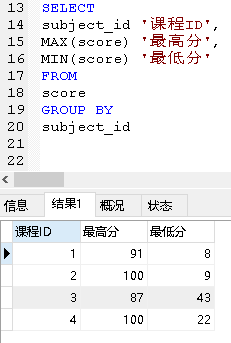 13 SELECT
14 subject_id '课程ID',
15 MAX(score) '最高分',
16 MIN(score) '最低分'
17 FROM
18 score
19 GROUP BY
20 subject_id
21
22
信息 结果1 概况 状态
课程ID 最高分 最低分
1 91 8
2 100 9
3 87 43
4 100 22